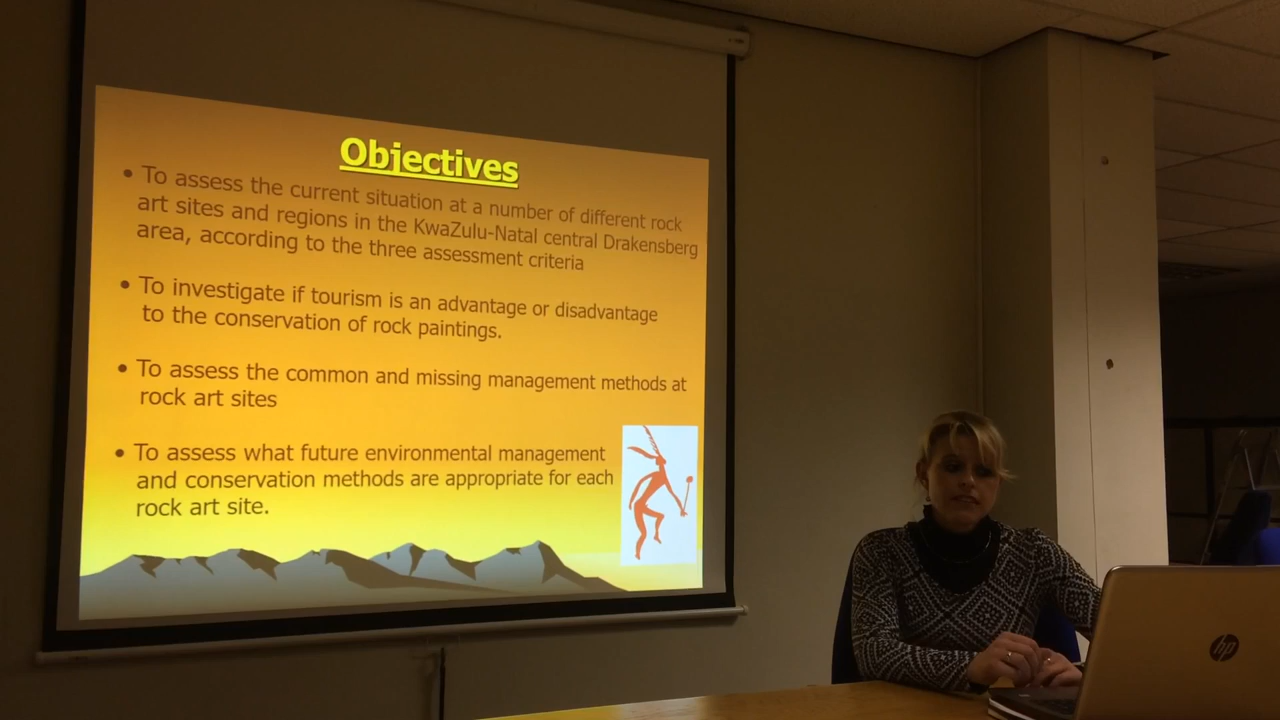 Objectives
• To assess the current situation at a number of different rock
art sites and regions in the KwaZulu-Natal central Drakensberg
area, according to the three assessment criteria
• To investigate if tourism is an advantage or disadvantage
to the conservation of rock paintings.
• To assess the common and missing management methods at
rock art sites
• To assess what future environmental management
and conservation methods are appropriate for each
rock art site.
hp